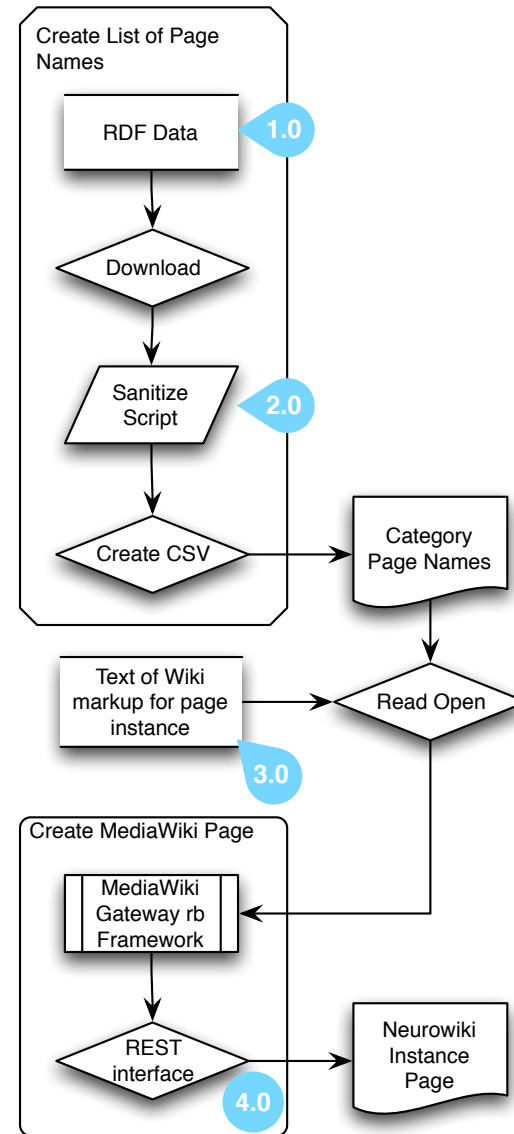 Create List of Page
Names
RDF Data
1.0
Download
Sanitize
Script
2.0
Create CSV
Category
Page Names
Text of Wiki
markup for page
instance
Read Open
3.0
Create MediaWiki Page
MediaWiki
Gateway rb
Framework
REST
interface
4.0
Neurowiki
Instance
Page